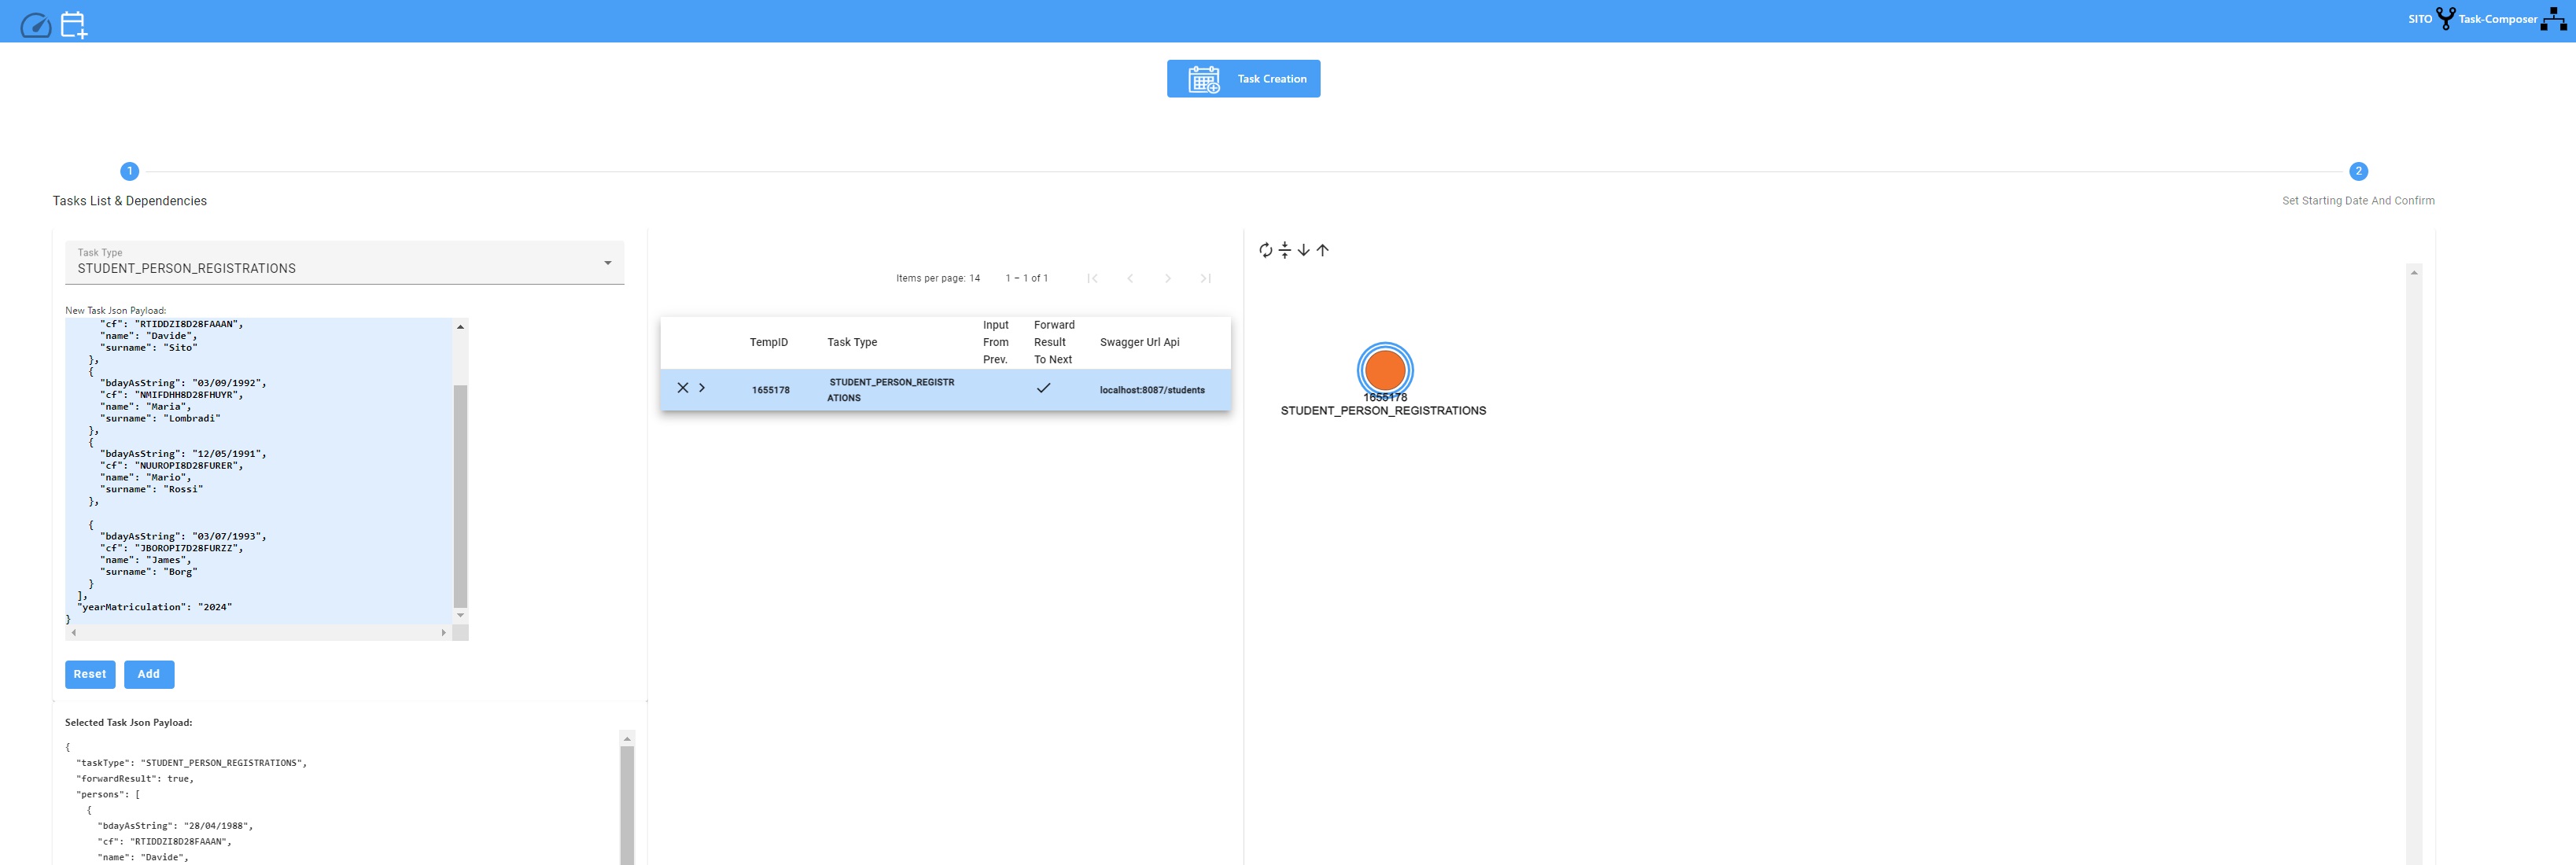 SITO Task-Composer
Task Creation
1
2
Tasks List & Dependencies
Set Starting Date And Confirm
Task Type
STUDENT_PERSON_REGISTRATIONS
New Task Json Payload:
"cf": "RTIDDZI8D28FAAAN",
"name": "Davide",
"surname": "Sito"
},
{
"bdayAsString": "03/09/1992",
"cf": "NMIFDHH8D28FHUYR",
"name": "Maria",
"surname": "Lombradi"
},
{
"bdayAsString": "12/05/1991",
"cf": "NUUROPI8D28FURER",
"name": "Mario",
"surname": "Rossi"
},
{
"bdayAsString": "03/07/1993",
"cf": "JBOROPI7D28FURZZ",
"name": "James",
"surname": "Borg"
}
],
"yearMatriculation": "2024"
}
Reset Add
Selected Task Json Payload:
{
"taskType": "STUDENT_PERSON_REGISTRATIONS",
"forwardResult": true,
"persons": [
{
"bdayAsString": "28/04/1988",
"cf": "RTIDDZI8D28FAAAN",
"name": "Davide",
Items per page: 14 1 – 1 of 1
TempID
Task Type
Input
From
Prev.
Forward
Result
To Next
Swagger Url Api
1655178
STUDENT_PERSON_REGISTR
ATIONS
localhost:8087/students
1655178
STUDENT_PERSON_REGISTRATIONS